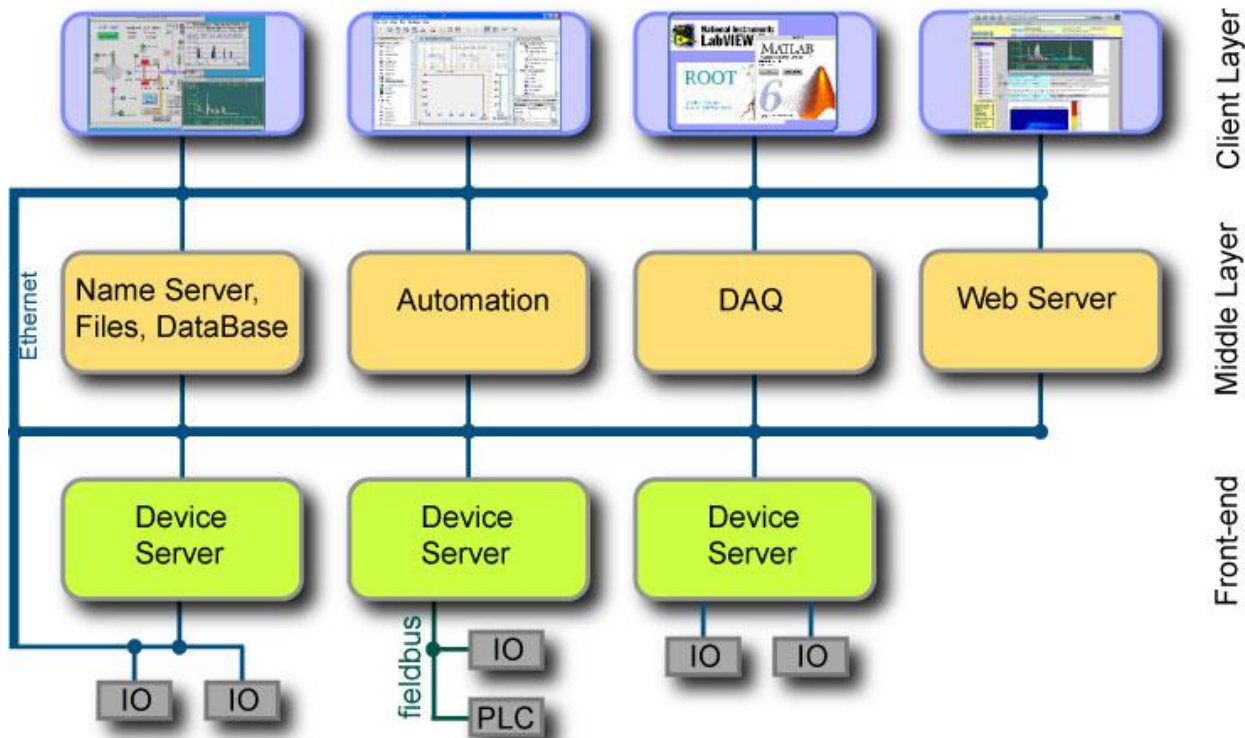 National Instruments
LabVIEW
MATLAB
ROOT
6
Client Layer
Ethernet
Name Server,
Files, DataBase
Automation
DAQ
Web Server
Middle Layer
Device
Server
Device
Server
Device
Server
Front-end
fieldbus
IO
IO
IO
PLC
IO
IO